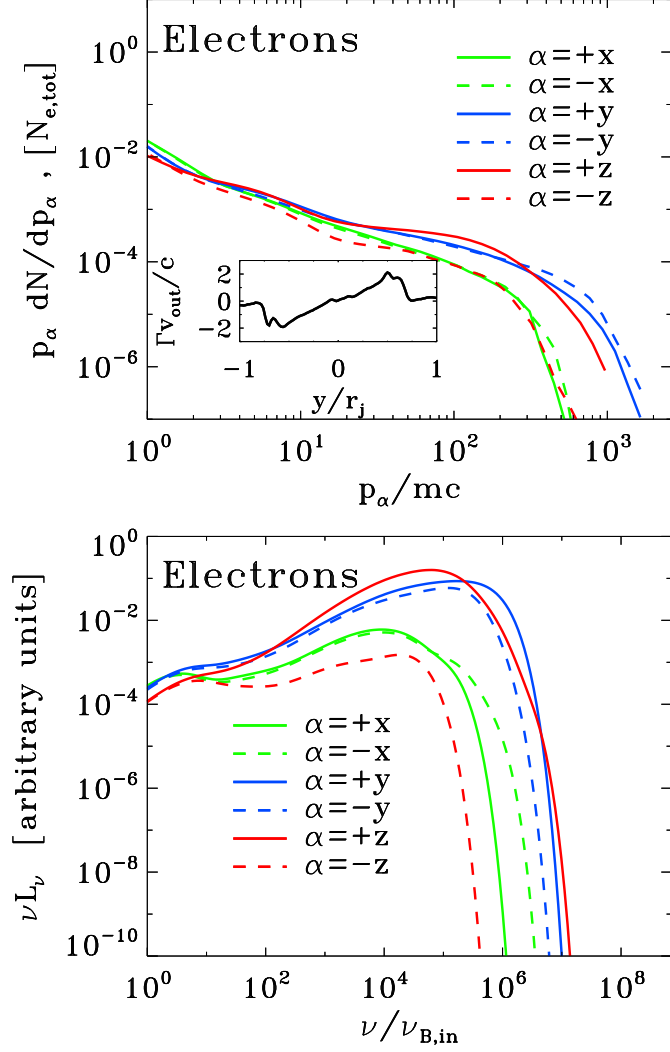 Electrons
α=+x
α=−x
α=+y
α=−y
α=+z
α=−z
p_α dN/dp_α , [N_e,tot]
10^0
10^-2
10^-4
10^-6
Γv_out/c
2
0
−2
−1 0 1
y/r_j
10^0 10^1 10^2 10^3
p_α/mc
Electrons
α=+x
α=−x
α=+y
α=−y
α=+z
α=−z
νL_ν [arbitrary units]
10^0
10^-2
10^-4
10^-6
10^-8
10^-10
10^0 10^2 10^4 10^6 10^8
ν/ν_B,in